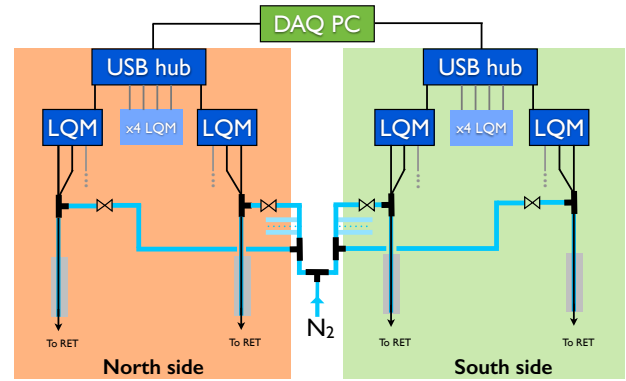 DAQ PC
USB hub
USB hub
LQM
x4 LQM
LQM
LQM
x4 LQM
LQM
N2
To RET
To RET
To RET
To RET
North side
South side